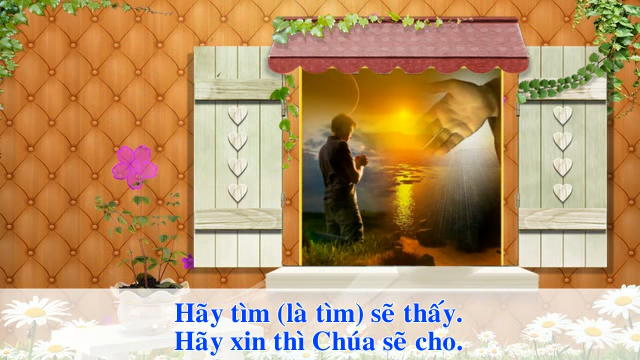 Hãy tìm (là tìm) sẽ thấy.
Hãy xin thì Chúa sẽ cho.